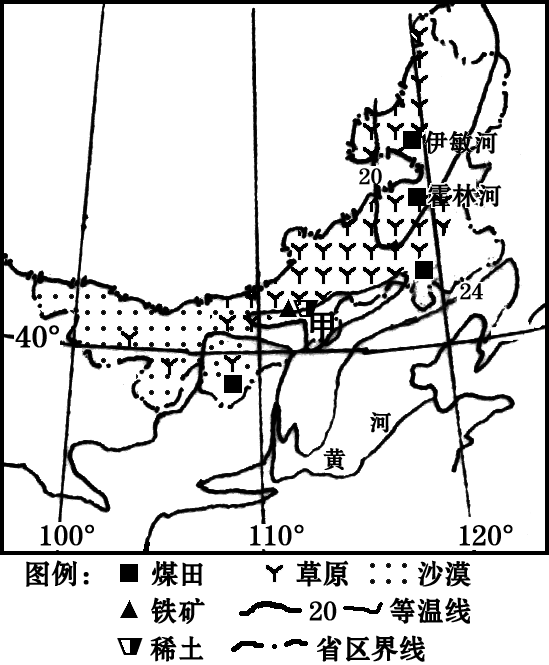 伊敏河
20
霍林河
24
甲
40°
河
黄
100° 110° 120°
图例： 煤田 草原 沙漠
铁矿 20 等温线
稀土 省区界线